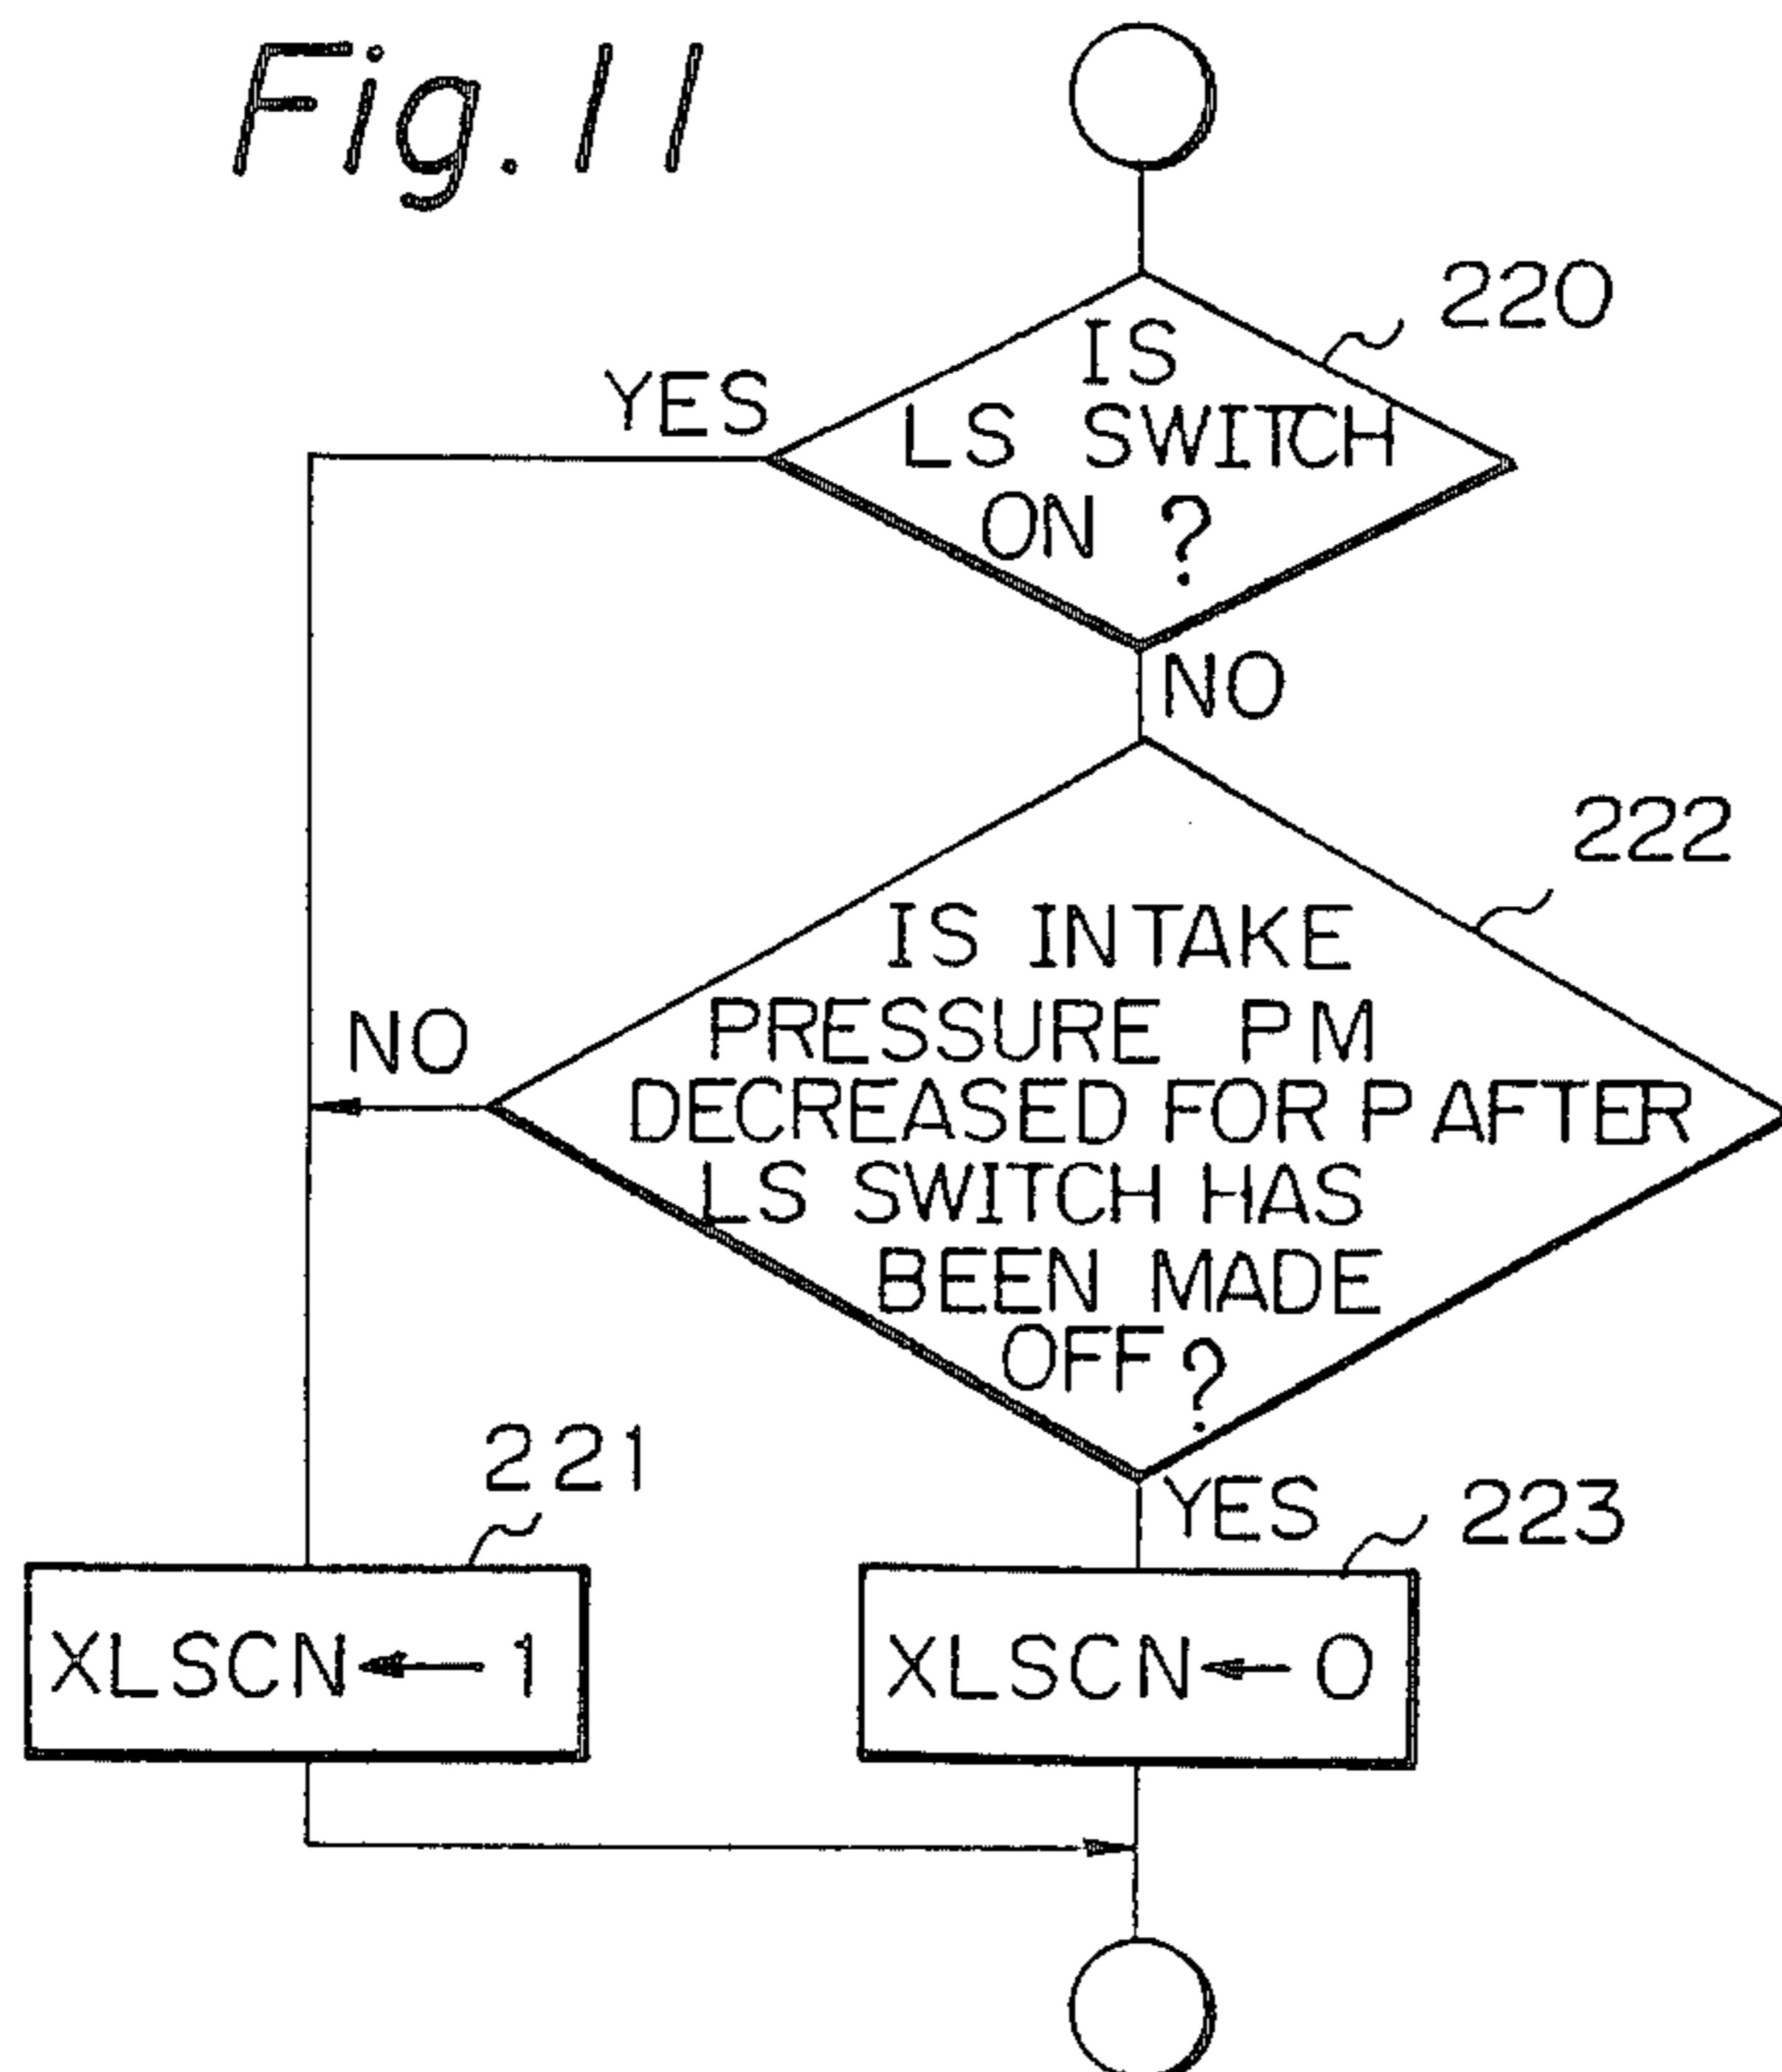 Fig. 11
220
IS
LS SWITCH
ON ?
YES
NO
222
IS INTAKE
PRESSURE PM
DECREASED FOR P AFTER
LS SWITCH HAS
BEEN MADE
OFF ?
NO
YES
221
XLSCN ← 1
223
XLSCN ← 0